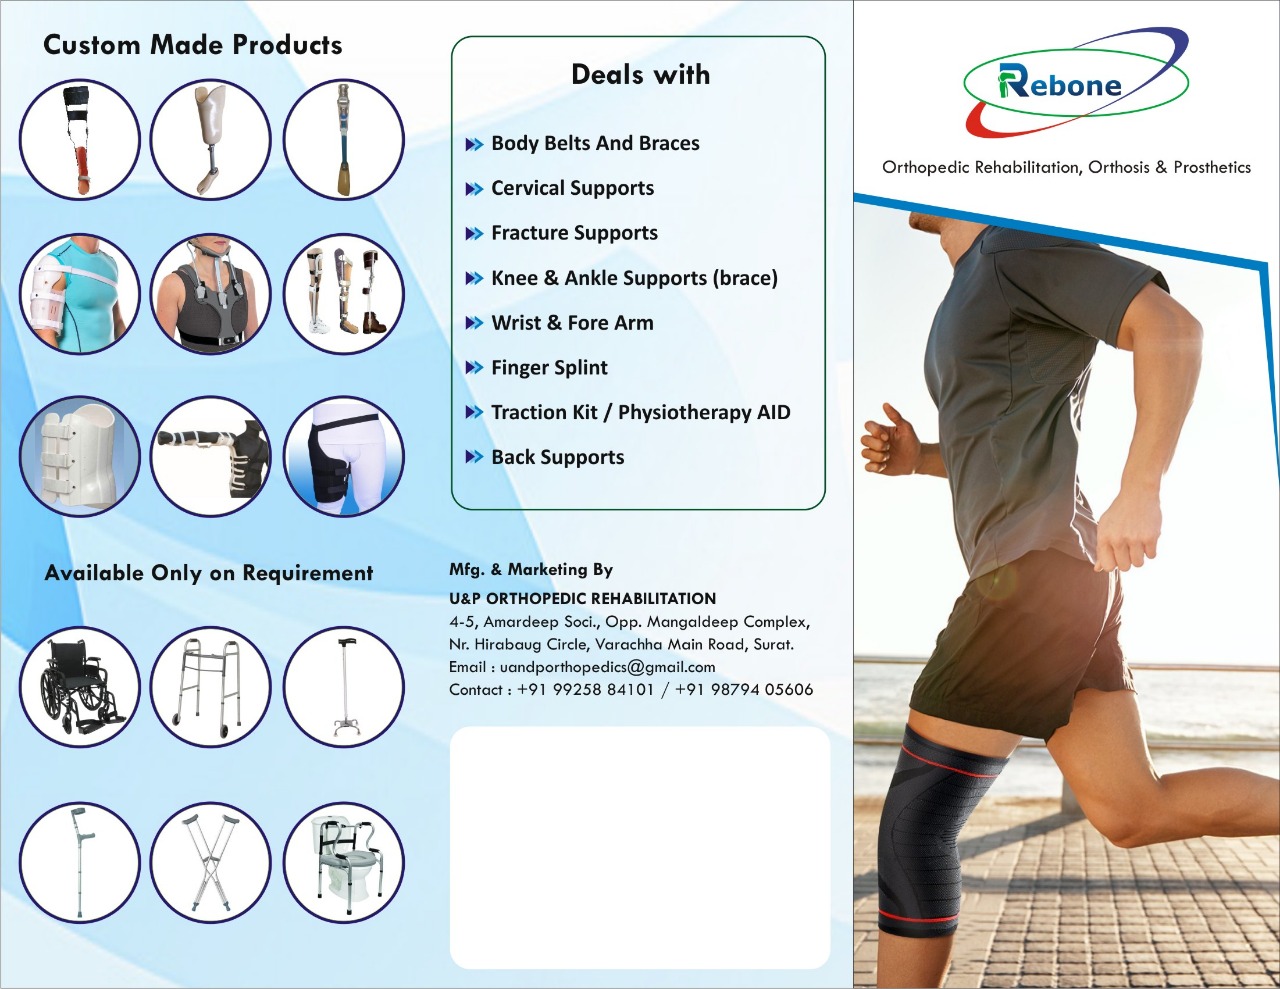 Custom Made Products
Available Only on Requirement
Deals with
Body Belts And Braces
Cervical Supports
Fracture Supports
Knee & Ankle Supports (brace)
Wrist & Fore Arm
Finger Splint
Traction Kit / Physiotherapy AID
Back Supports
Mfg. & Marketing By
U&P ORTHOPEDIC REHABILITATION
4-5, Amardeep Soci., Opp. Mangaldeep Complex,
Nr. Hirabaug Circle, Varachha Main Road, Surat.
Email : uandporthopedics@gmail.com
Contact : +91 99258 84101 / +91 98794 05606
Rebone
Orthopedic Rehabilitation, Orthosis & Prosthetics